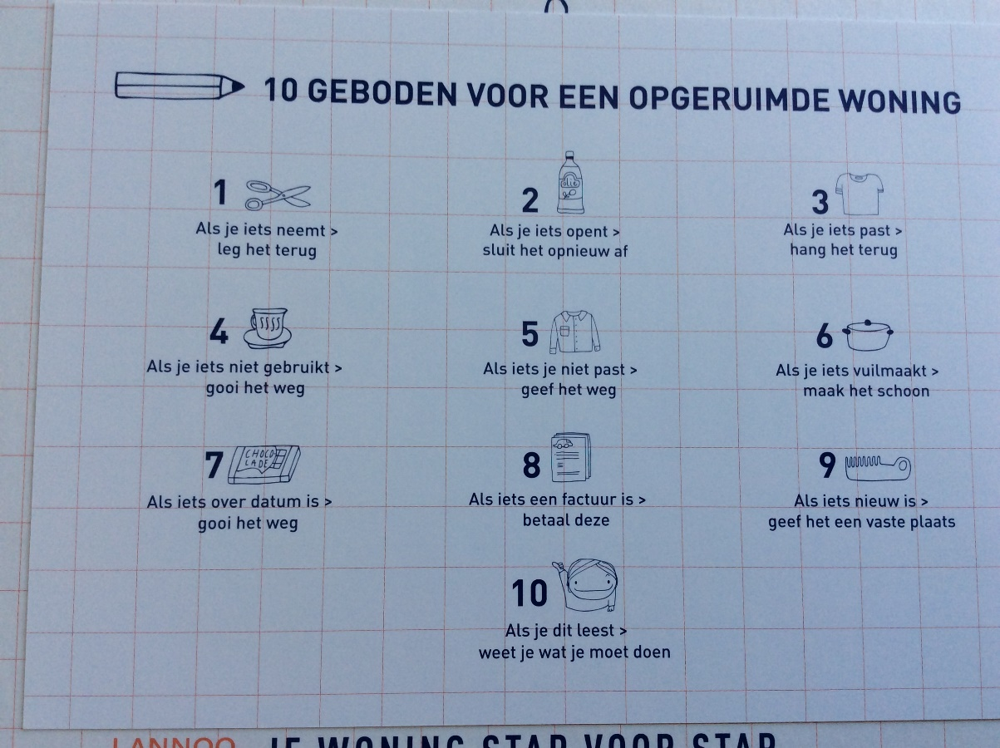 10 GEBODEN VOOR EEN OPGERUIMDE WONING
1
Als je iets neemt >
leg het terug
2
olie
Als je iets opent >
sluit het opnieuw af
3
Als je iets past >
hang het terug
4
Als je iets niet gebruikt >
gooi het weg
5
Als iets je niet past >
geef het weg
6
Als je iets vuilmaakt >
maak het schoon
7
CHOCO
LADE
Als iets over datum is >
gooi het weg
8
Als iets een factuur is >
betaal deze
9
Als iets nieuw is >
geef het een vaste plaats
10
Als je dit leest >
weet je wat je moet doen
LANNOO JE WONING STAP VOOR STAP